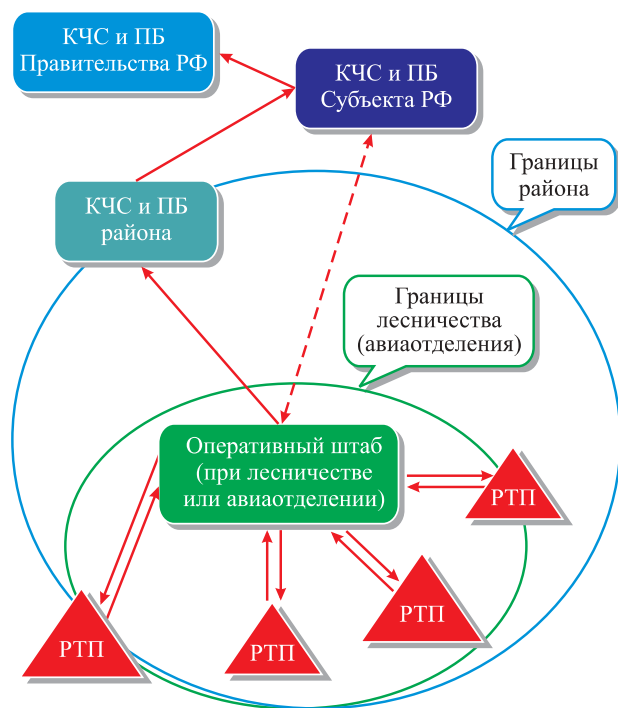 КЧС и ПБ
Правительства РФ
КЧС и ПБ
Субъекта РФ
Границы
района
КЧС и ПБ
района
Границы
лесничества
(авиаотделения)
Оперативный штаб
(при лесничестве
или авиаотделении)
РТП
РТП
РТП
РТП